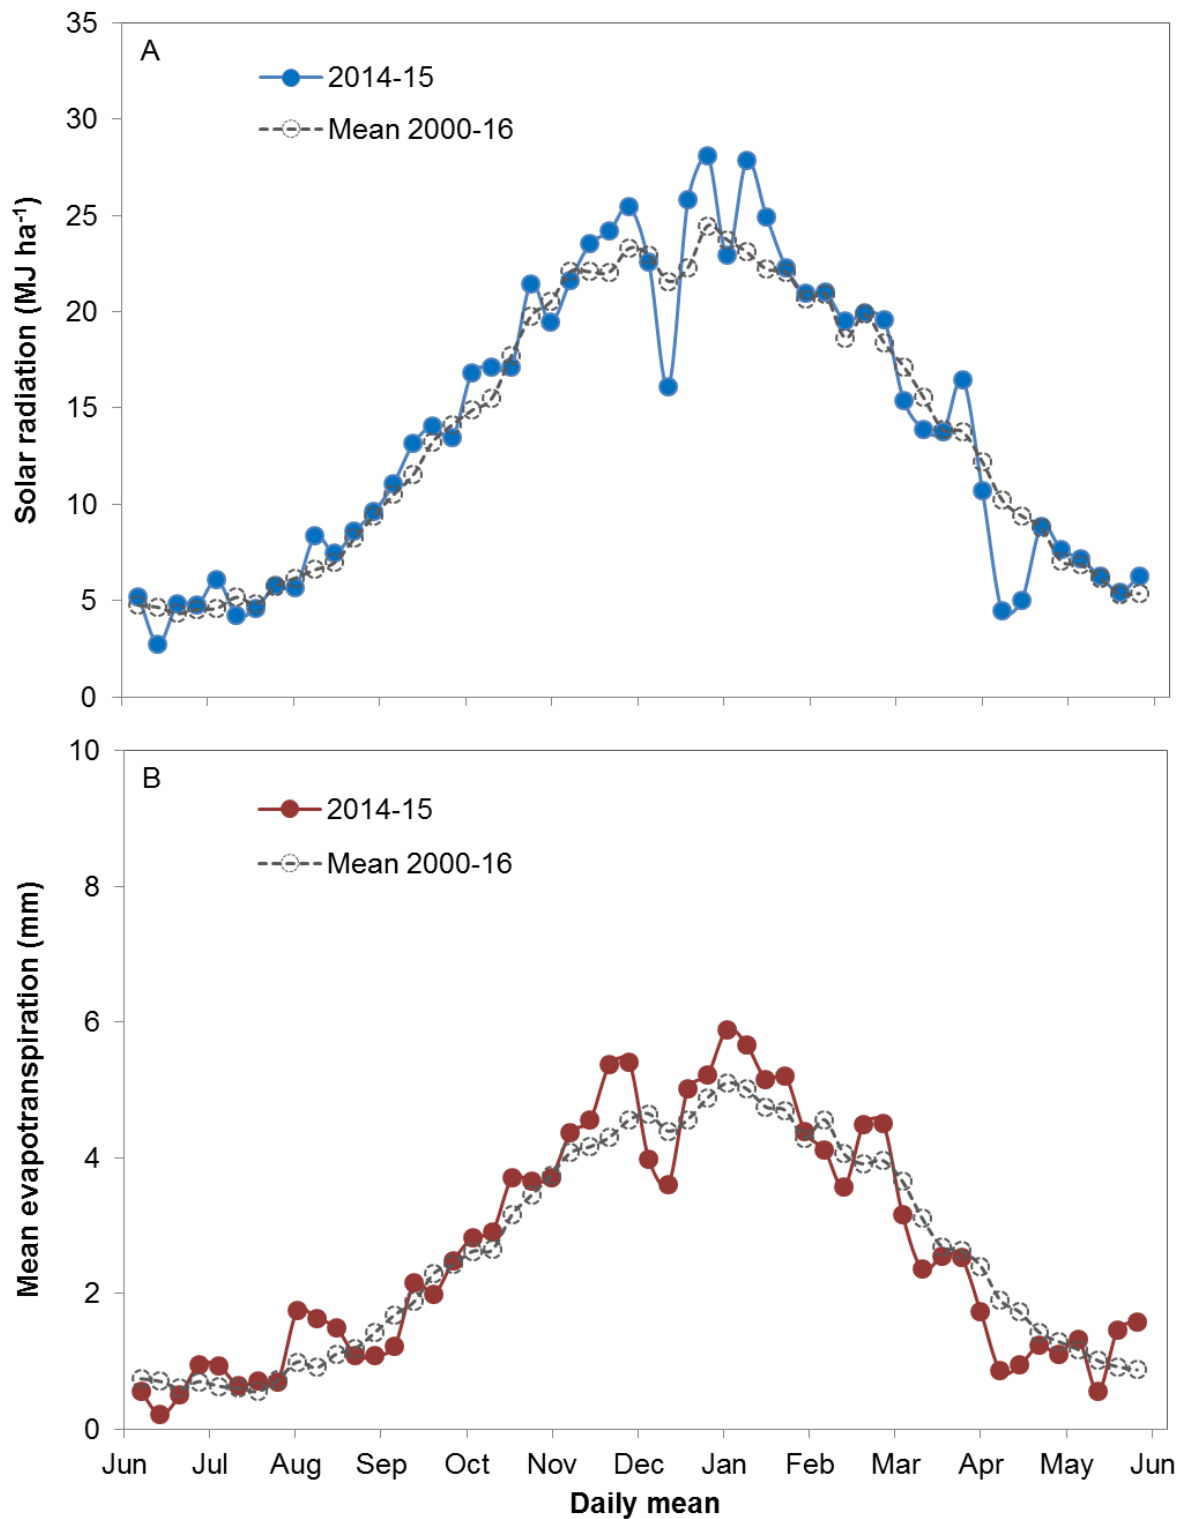 35
A
2014-15
30
Mean 2000-16
25
20
15
10
5
0
Solar radiation (MJ ha-1)
10
B
2014-15
Mean 2000-16
8
6
4
2
0
Mean evapotranspiration (mm)
Jun Jul Aug Sep Oct Nov Dec Jan Feb Mar Apr May Jun
Daily mean